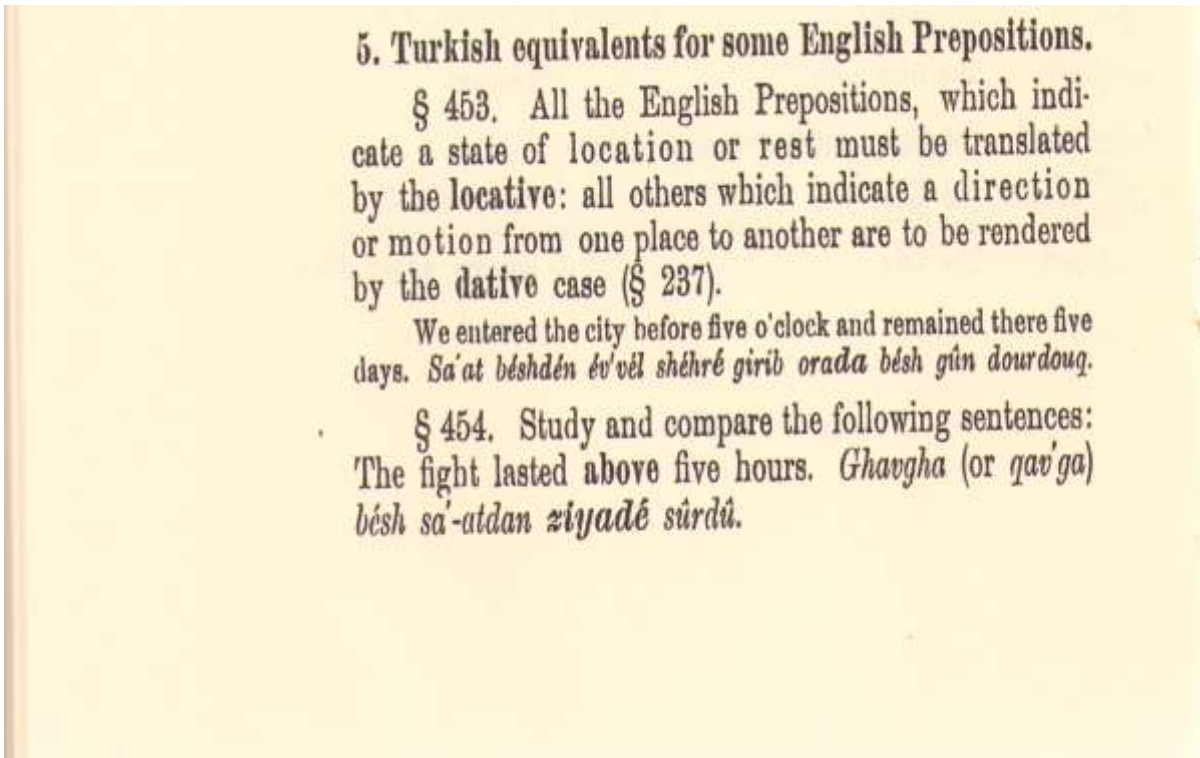 5. Turkish equivalents for some English Prepositions.
§ 453. All the English Prepositions, which indi-
cate a state of location or rest must be translated
by the locative: all others which indicate a direction
or motion from one place to another are to be rendered
by the dative case (§ 237).
We entered the city before five o'clock and remained there five
days. Sa'at béshdén év'vél shéhré girib orada bésh gûn dourdouq.
§ 454. Study and compare the following sentences:
The fight lasted above five hours. Ghavgha (or qav'ga)
bésh sa'-atdan ziyadé sûrdû.